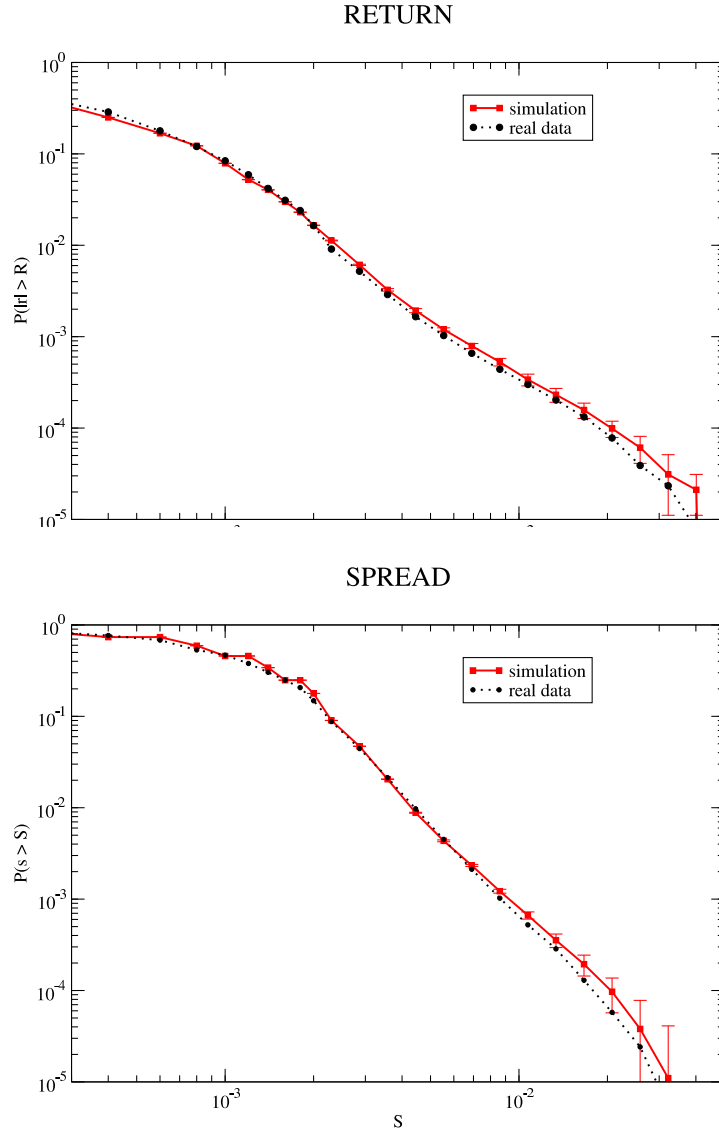 RETURN
10^0
simulation
real data
10^-1
10^-2
P(|r| > R)
10^-3
10^-4
10^-5
SPREAD
10^0
simulation
real data
10^-1
10^-2
P(s > S)
10^-3
10^-4
10^-5
10^-3 10^-2
S